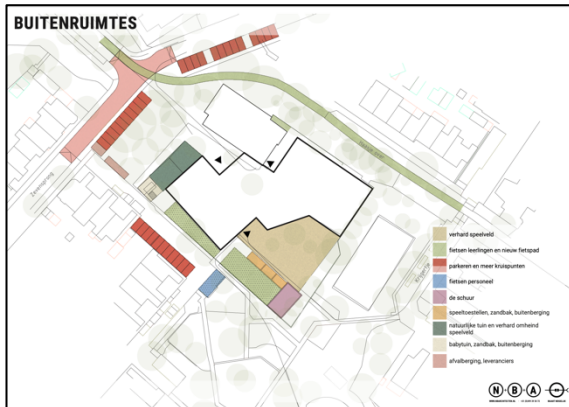 BUITENRUIMTES
Zevensprong
verhard speelveld
fietsen leerlingen en nieuw fietspad
parkeren en meer kruispunten
fietsen personeel
de schuur
speeltoestellen, zandbak, buitenberging
natuurlijke tuin en verhard omheind
speelveld
babytuin, zandbak, buitenberging
afvalberging, leveranciers
N B A